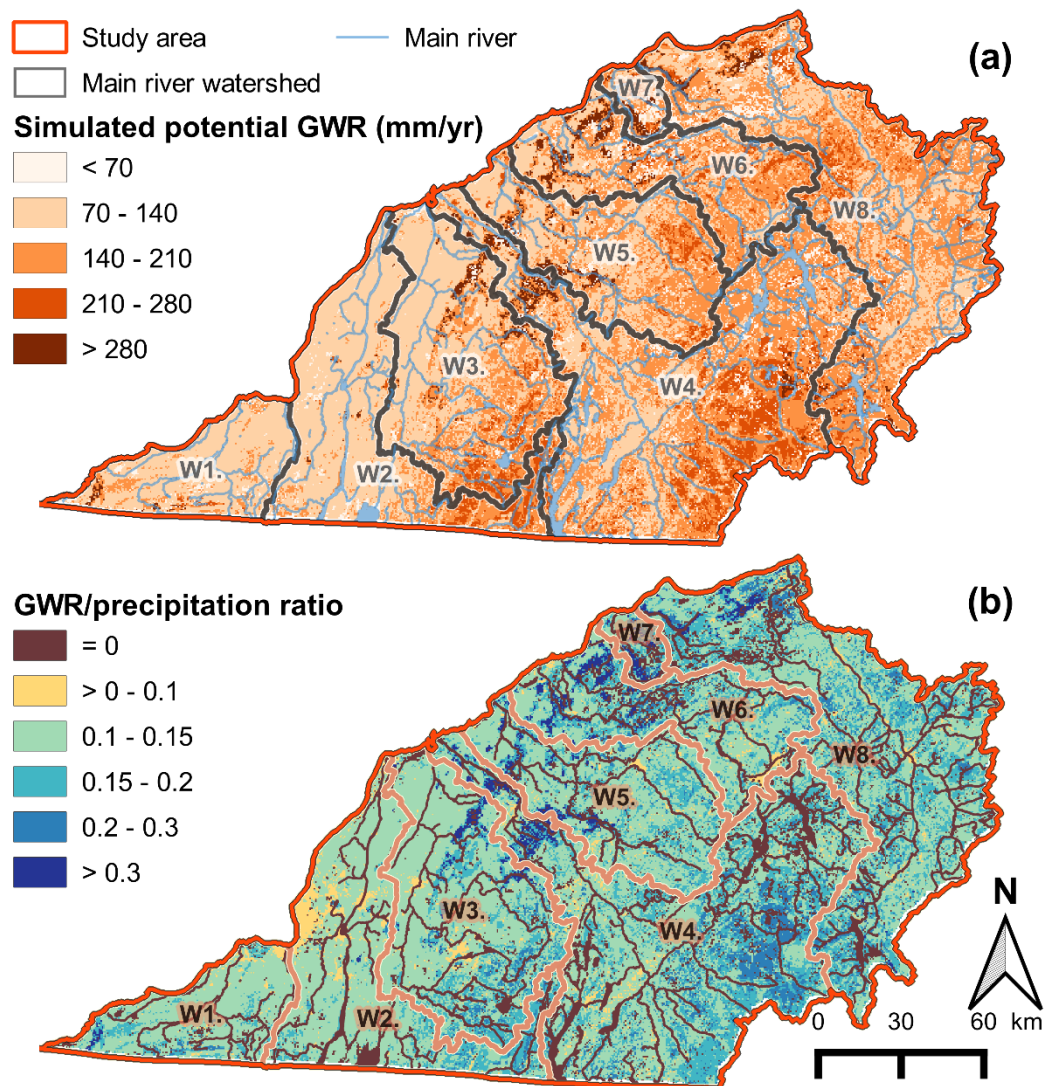 Study area
Main river
(a)
Main river watershed
Simulated potential GWR (mm/yr)
< 70
70 - 140
140 - 210
210 - 280
> 280
W7.
W6.
W8.
W5.
W3.
W4.
W1.
W2.
GWR/precipitation ratio
(b)
= 0
> 0 - 0.1
0.1 - 0.15
0.15 - 0.2
0.2 - 0.3
> 0.3
W7.
W6.
W8.
W5.
W3.
W4.
W1.
W2.
N
0 30 60 km